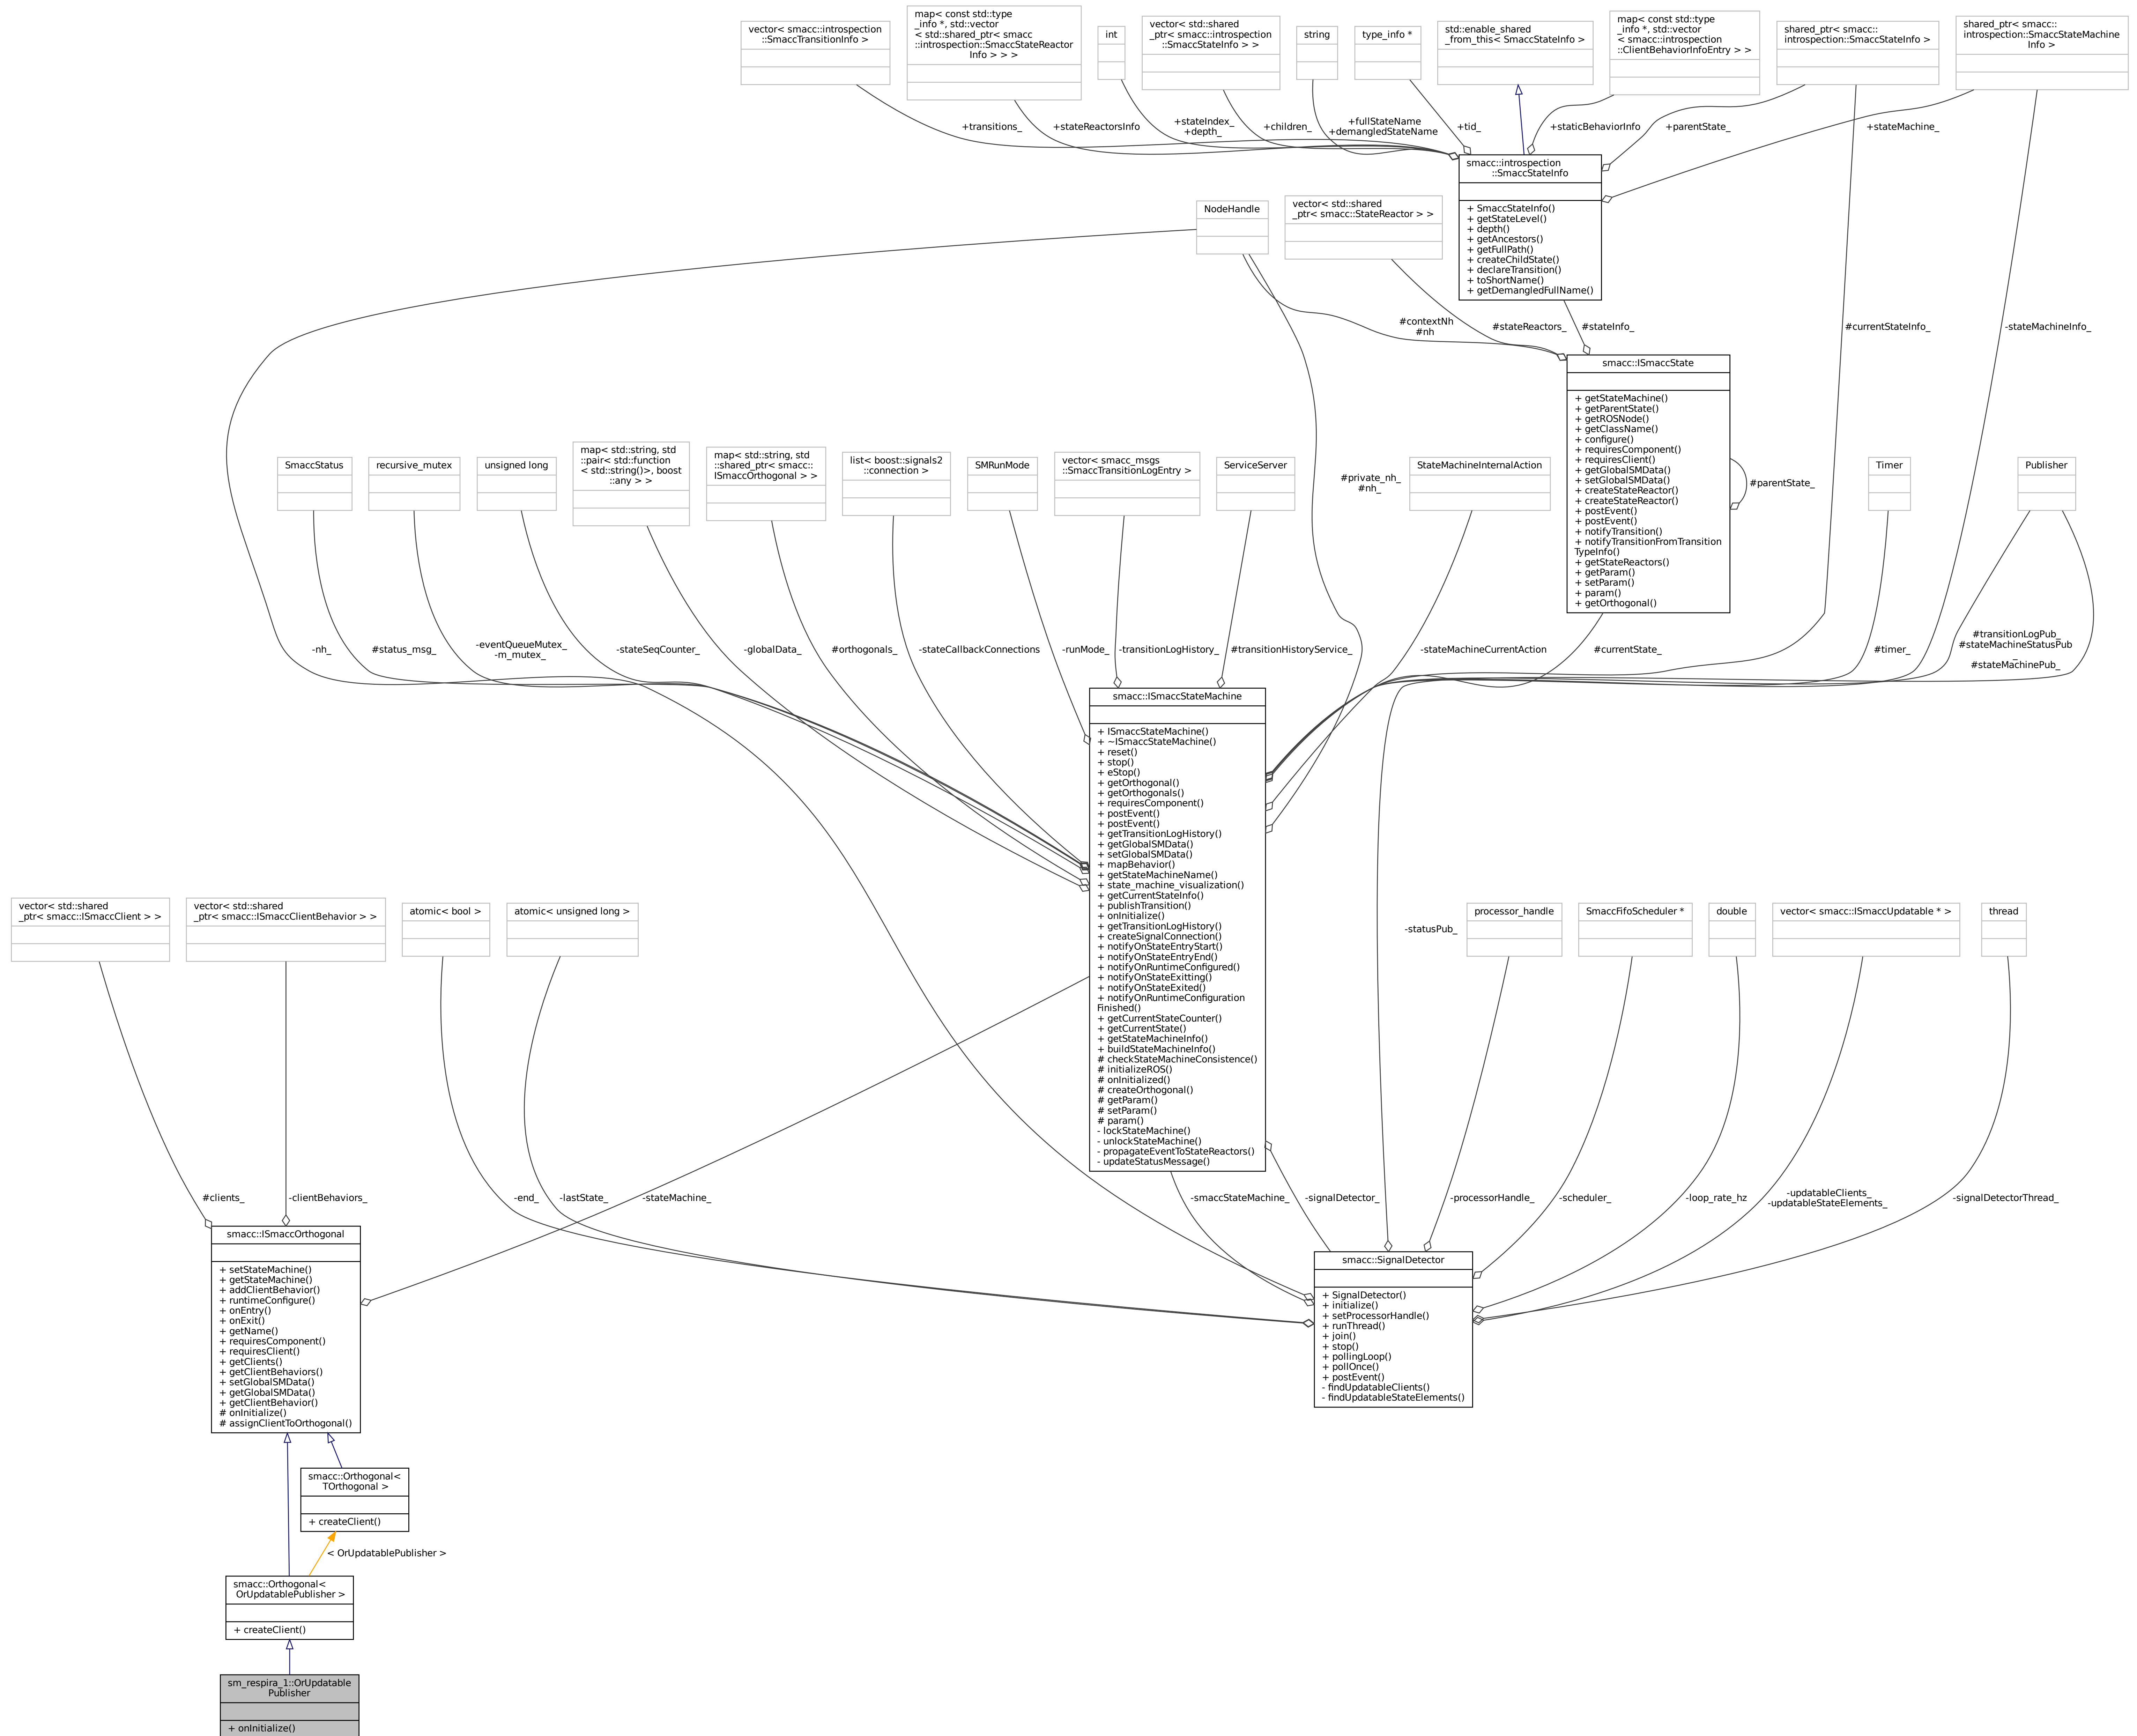 vector< smacc::introspection
::SmaccTransitionInfo >
map< const std::type
_info *, std::vector
< std::shared_ptr< smacc
::introspection::SmaccStateReactor
Info > > >
int
vector< std::shared
_ptr< smacc::introspection
::SmaccStateInfo > >
string
type_info *
std::enable_shared
_from_this< SmaccStateInfo >
map< const std::type
_info *, std::vector
< smacc::introspection
::ClientBehaviorInfoEntry > >
shared_ptr< smacc::
introspection::SmaccStateInfo >
shared_ptr< smacc::
introspection::SmaccStateMachine
Info >
+transitions_
+stateReactorsInfo
+stateIndex_
+depth_
+children_
+fullStateName
+demangledStateName
+tid_
+staticBehaviorInfo
+parentState_
+stateMachine_
smacc::introspection
::SmaccStateInfo
+ SmaccStateInfo()
+ getStateLevel()
+ depth()
+ getAncestors()
+ getFullPath()
+ createChildState()
+ declareTransition()
+ toShortName()
+ getDemangledFullName()
NodeHandle
vector< std::shared
_ptr< smacc::StateReactor > >
#contextNh
#nh
#stateReactors_
#stateInfo_
#currentStateInfo_
-stateMachineInfo_
smacc::ISmaccState
+ getStateMachine()
+ getParentState()
+ getROSNode()
+ getClassName()
+ configure()
+ requiresComponent()
+ requiresClient()
+ getGlobalSMData()
+ setGlobalSMData()
+ createStateReactor()
+ createStateReactor()
+ postEvent()
+ postEvent()
+ notifyTransition()
+ notifyTransitionFromTransition
TypeInfo()
+ getStateReactors()
+ getParam()
+ setParam()
+ param()
+ getOrthogonal()
#parentState_
SmaccStatus
recursive_mutex
unsigned long
map< std::string, std
::pair< std::function
< std::string()>, boost
::any > >
map< std::string, std
::shared_ptr< smacc::
ISmaccOrthogonal > >
list< boost::signals2
::connection >
SMRunMode
vector< smacc_msgs
::SmaccTransitionLogEntry >
ServiceServer
#private_nh_
#nh_
StateMachineInternalAction
Timer
Publisher
-nh_
#status_msg_
-eventQueueMutex_
-m_mutex_
-stateSeqCounter_
-globalData_
#orthogonals_
-stateCallbackConnections
-runMode_
-transitionLogHistory_
#transitionHistoryService_
-stateMachineCurrentAction
#currentState_
#timer_
#transitionLogPub_
#stateMachineStatusPub
_
#stateMachinePub_
smacc::ISmaccStateMachine
+ ISmaccStateMachine()
+ ~ISmaccStateMachine()
+ reset()
+ stop()
+ eStop()
+ getOrthogonal()
+ getOrthogonals()
+ requiresComponent()
+ postEvent()
+ postEvent()
+ getTransitionLogHistory()
+ getGlobalSMData()
+ setGlobalSMData()
+ mapBehavior()
+ getStateMachineName()
+ state_machine_visualization()
+ getCurrentStateInfo()
+ publishTransition()
+ onInitialize()
+ getTransitionLogHistory()
+ createSignalConnection()
+ notifyOnStateEntryStart()
+ notifyOnStateEntryEnd()
+ notifyOnRuntimeConfigured()
+ notifyOnStateExitting()
+ notifyOnStateExited()
+ notifyOnRuntimeConfiguration
Finished()
+ getCurrentStateCounter()
+ getCurrentState()
+ getStateMachineInfo()
+ buildStateMachineInfo()
# checkStateMachineConsistence()
# initializeROS()
# onInitialized()
# createOrthogonal()
# getParam()
# setParam()
# param()
- lockStateMachine()
- unlockStateMachine()
- propagateEventToStateReactors()
- updateStatusMessage()
vector< std::shared
_ptr< smacc::ISmaccClient > >
vector< std::shared
_ptr< smacc::ISmaccClientBehavior > >
atomic< bool >
atomic< unsigned long >
-statusPub_
processor_handle
SmaccFifoScheduler *
double
vector< smacc::ISmaccUpdatable * >
thread
#clients_
-clientBehaviors_
-end_
-lastState_
-stateMachine_
-smaccStateMachine_
-signalDetector_
-processorHandle_
-scheduler_
-loop_rate_hz
-updatableClients_
-updatableStateElements_
-signalDetectorThread_
smacc::ISmaccOrthogonal
+ setStateMachine()
+ getStateMachine()
+ addClientBehavior()
+ runtimeConfigure()
+ onEntry()
+ onExit()
+ getName()
+ requiresComponent()
+ requiresClient()
+ getClients()
+ getClientBehaviors()
+ setGlobalSMData()
+ getGlobalSMData()
+ getClientBehavior()
# onInitialize()
# assignClientToOrthogonal()
smacc::SignalDetector
+ SignalDetector()
+ initialize()
+ setProcessorHandle()
+ runThread()
+ join()
+ stop()
+ pollingLoop()
+ pollOnce()
+ postEvent()
- findUpdatableClients()
- findUpdatableStateElements()
smacc::Orthogonal<
TOrthogonal >
+ createClient()
< OrUpdatablePublisher >
smacc::Orthogonal<
OrUpdatablePublisher >
+ createClient()
sm_respira_1::OrUpdatable
Publisher
+ onInitialize()